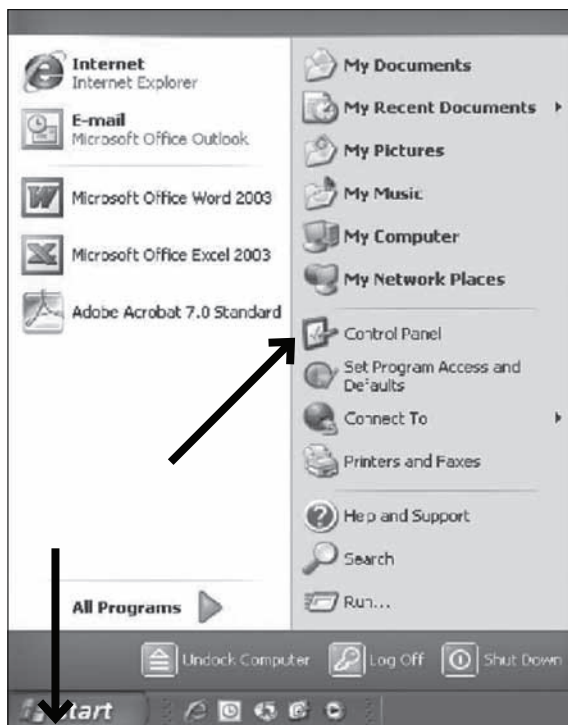 Internet
Internet Explorer
E-mail
Microsoft Office Outlook
Microsoft Office Word 2003
Microsoft Office Excel 2003
Adobe Acrobat 7.0 Standard
All Programs
My Documents
My Recent Documents
My Pictures
My Music
My Computer
My Network Places
Control Panel
Set Program Access and
Defaults
Connect To
Printers and Faxes
Help and Support
Search
Run...
Undock Computer
Log Off
Shut Down
start